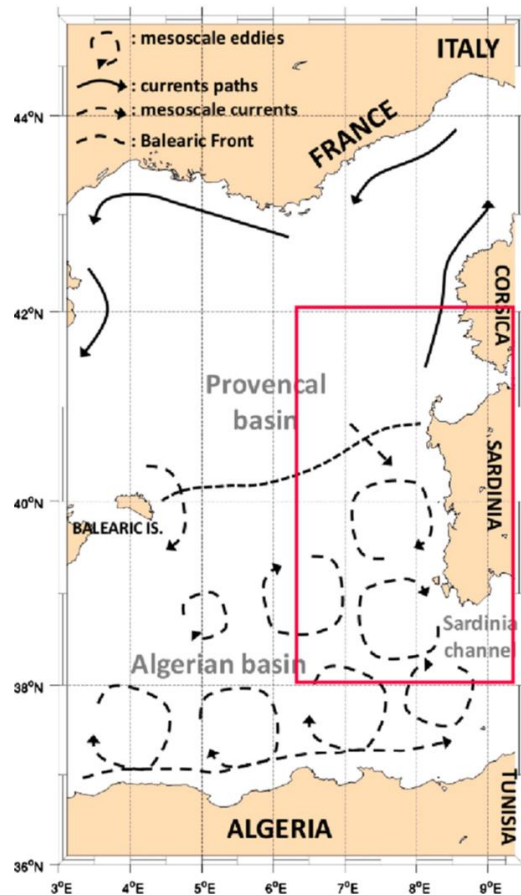 : mesoscale eddies
: currents paths
: mesoscale currents
: Balearic Front
ITALY
FRANCE
44°N
CORSICA
42°N
Provencal
basin
SARDINIA
40°N
BALEARIC IS.
Sardinia
channel
Algerian basin
38°N
TUNISIA
ALGERIA
36°N
3°E
4°E
5°E
6°E
7°E
8°E
9°E